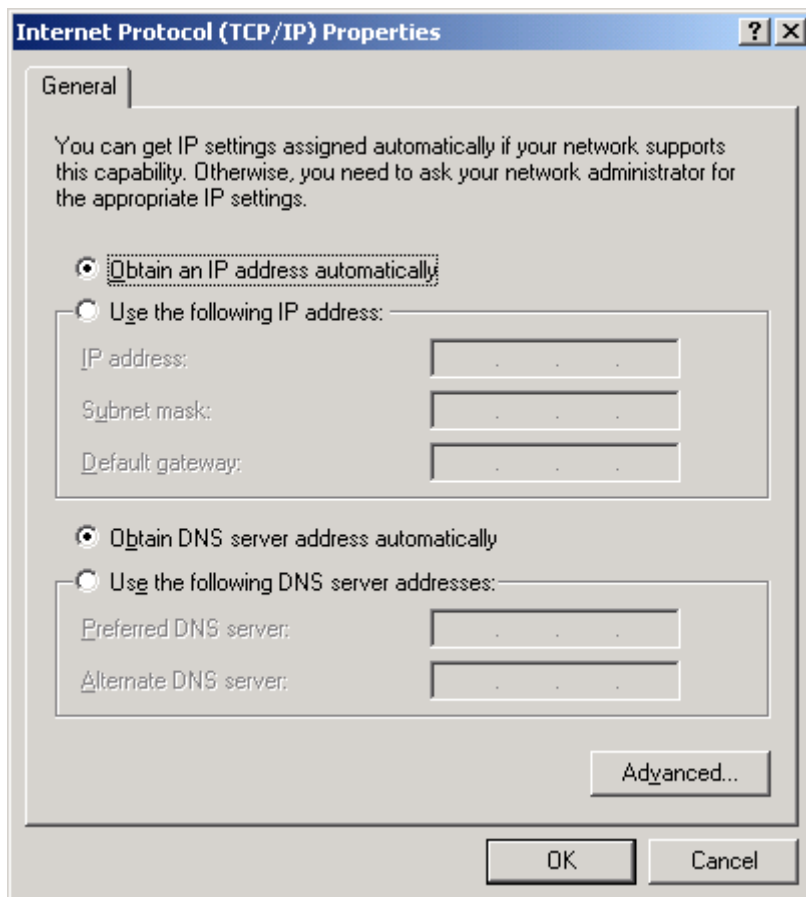 Internet Protocol (TCP/IP) Properties
General
You can get IP settings assigned automatically if your network supports
this capability. Otherwise, you need to ask your network administrator for
the appropriate IP settings.
Obtain an IP address automatically
Use the following IP address:
IP address:
Subnet mask:
Default gateway:
Obtain DNS server address automatically
Use the following DNS server addresses:
Preferred DNS server:
Alternate DNS server:
Advanced...
OK Cancel